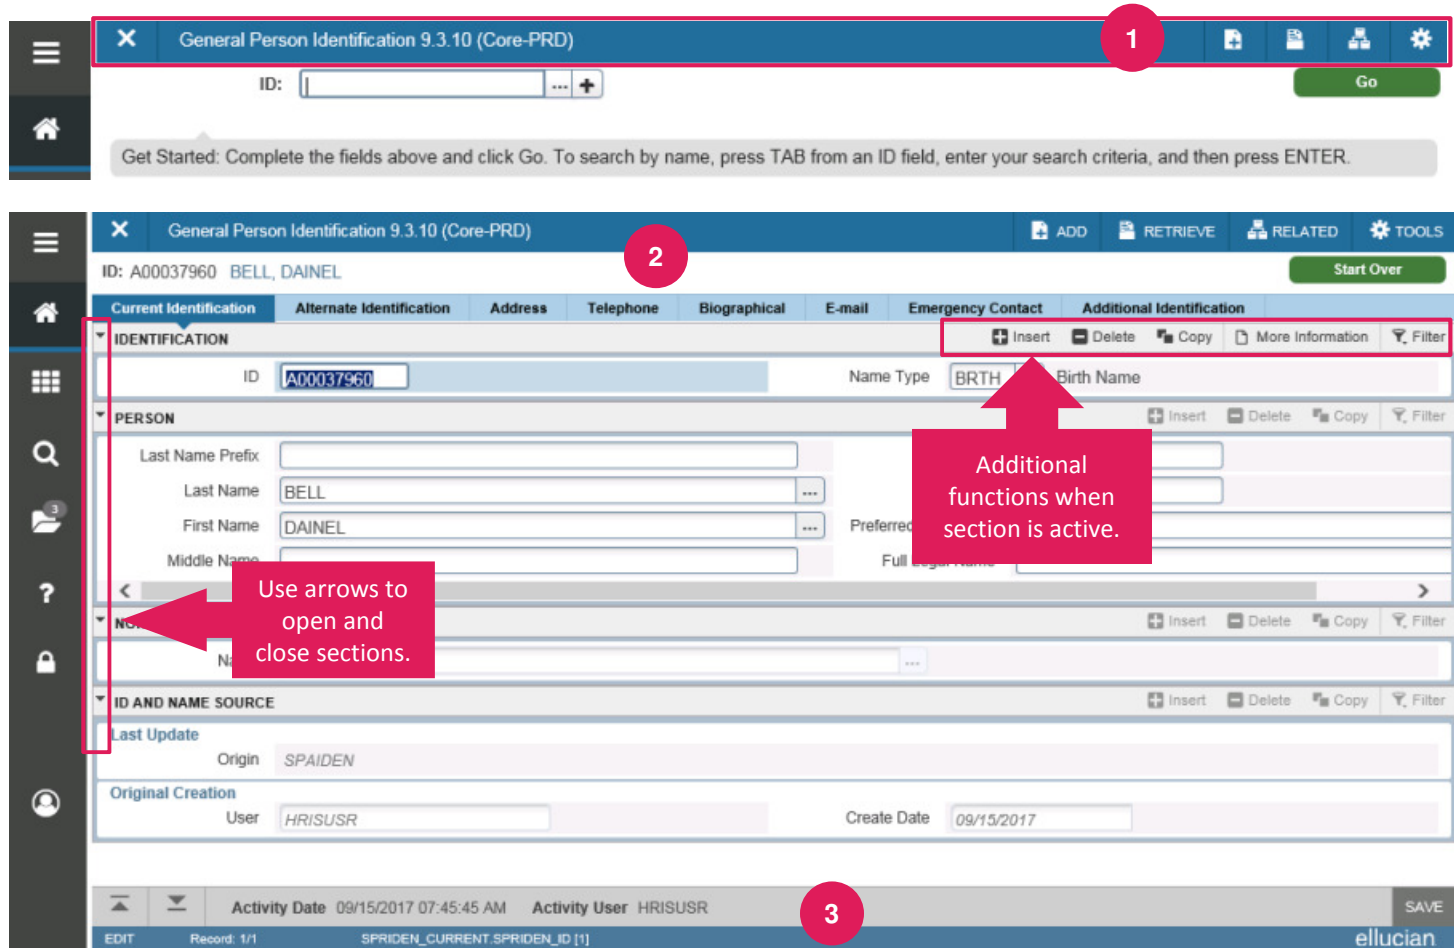 General Person Identification 9.3.10 (Core-PRD)
1
ID:
Go
Get Started: Complete the fields above and click Go. To search by name, press TAB from an ID field, enter your search criteria, and then press ENTER.
General Person Identification 9.3.10 (Core-PRD)
ADD RETRIEVE RELATED TOOLS
2
ID: A00037960 BELL, DAINEL
Start Over
Current Identification Alternate Identification Address Telephone Biographical E-mail Emergency Contact Additional Identification
IDENTIFICATION
Insert Delete Copy More Information Filter
ID A00037960
Name Type BRTH Birth Name
PERSON
Insert Delete Copy Filter
Last Name Prefix
Last Name BELL
First Name DAINEL
Preferred
Middle Name
Full Legal Name
Additional
functions when
section is active.
3
Use arrows to
open and
close sections.
Insert Delete Copy Filter
ID AND NAME SOURCE
Insert Delete Copy Filter
Last Update
Origin SPAIDEN
Original Creation
User HRISUSR
Create Date 09/15/2017
Activity Date 09/15/2017 07:45:45 AM Activity User HRISUSR
3
SAVE
EDIT Record: 1/1 SPRIDEN_CURRENT.SPRIDEN_ID [1]
ellucian